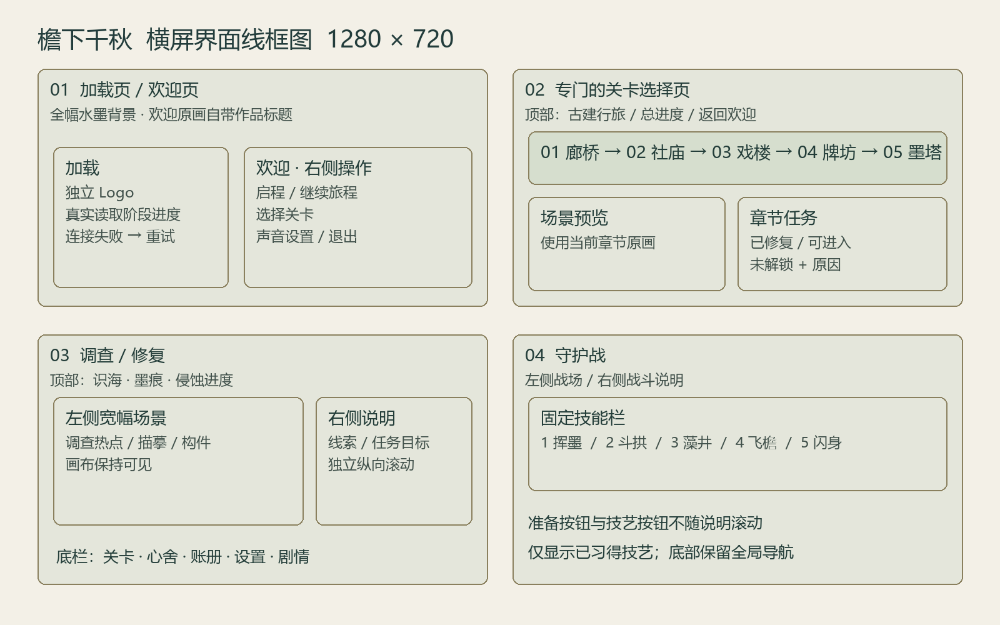 檐下千秋 横屏界面线框图 1280 × 720
01 加载页 / 欢迎页
全幅水墨背景 · 欢迎原画自带作品标题
加载
独立 Logo
真实读取阶段进度
连接失败 → 重试
欢迎 · 右侧操作
启程 / 继续旅程
选择关卡
声音设置 / 退出
02 专门的关卡选择页
顶部：古建行旅 / 总进度 / 返回欢迎
01 廊桥 → 02 社庙 → 03 戏楼 → 04 牌坊 → 05 墨塔
场景预览
使用当前章节原画
章节任务
已修复 / 可进入
未解锁 + 原因
03 调查 / 修复
顶部：识海 · 墨痕 · 侵蚀进度
左侧宽幅场景
调查热点 / 描摹 / 构件
画布保持可见
右侧说明
线索 / 任务目标
独立纵向滚动
底栏：关卡 · 心舍 · 账册 · 设置 · 剧情
04 守护战
左侧战场 / 右侧战斗说明
固定技能栏
1 挥墨 / 2 斗拱 / 3 藻井 / 4 飞檐 / 5 闪身
准备按钮与技艺按钮不随说明滚动
仅显示已习得技艺；底部保留全局导航